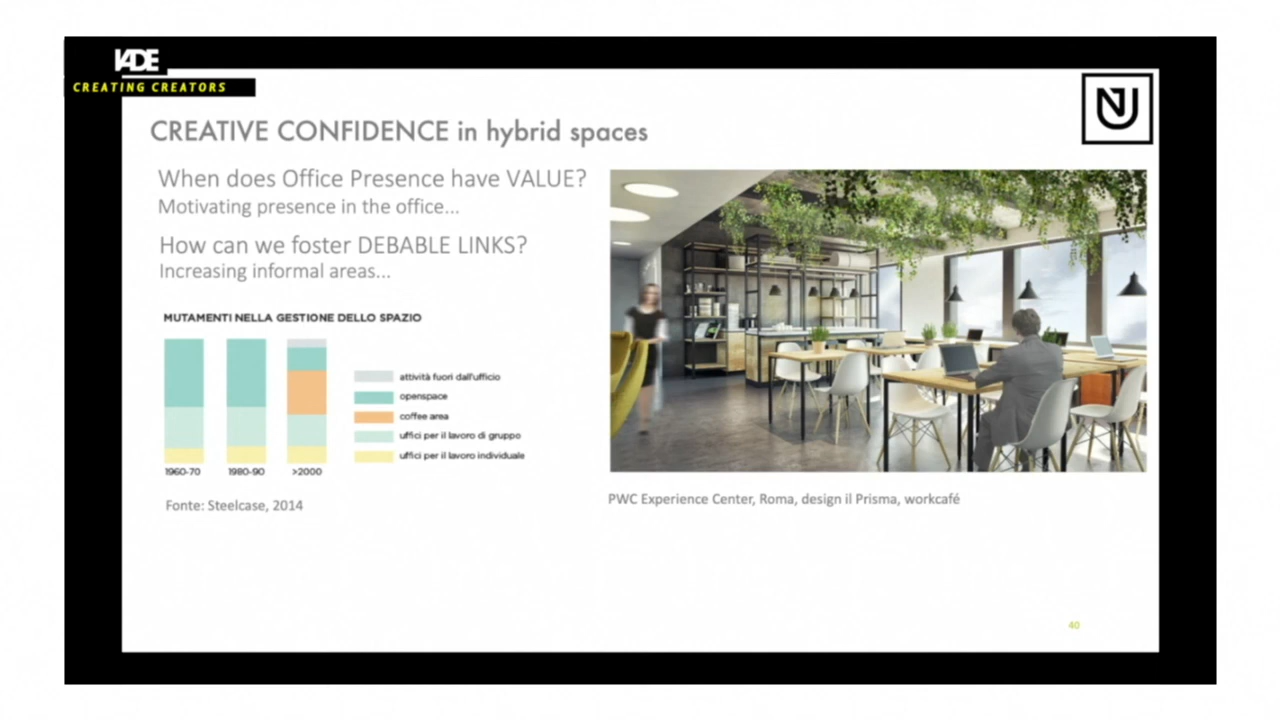 IADE
CREATING CREATORS
CREATIVE CONFIDENCE in hybrid spaces
When does Office Presence have VALUE?
Motivating presence in the office...
How can we foster DEBABLE LINKS?
Increasing informal areas...
MUTAMENTI NELLA GESTIONE DELLO SPAZIO
attività fuori dall'ufficio
openspace
coffee area
uffici per il lavoro di gruppo
uffici per il lavoro individuale
1960-70 1980-90 >2000
Fonte: Steelcase, 2014
PWC Experience Center, Roma, design il Prisma, workcafé
40